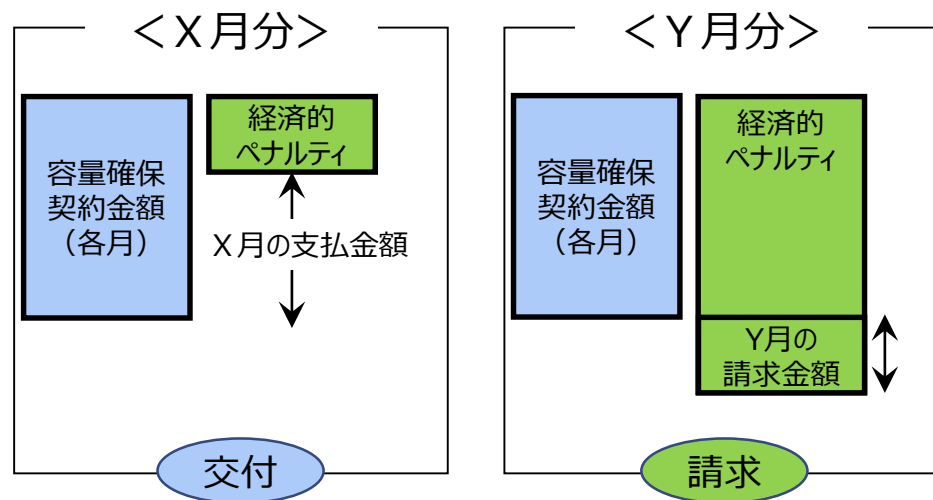 ＜Ｘ月分＞
容量確保
契約金額
（各月）
経済的
ペナルティ
Ｘ月の支払金額
交付
＜Ｙ月分＞
容量確保
契約金額
（各月）
経済的
ペナルティ
Ｙ月の
請求金額
請求